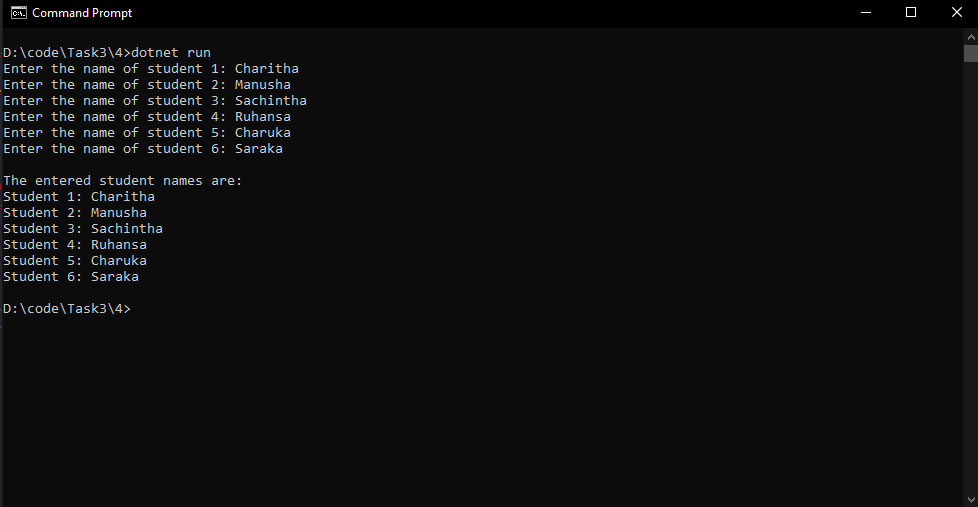 Command Prompt
D:\code\Task3\4>dotnet run
Enter the name of student 1: Charitha
Enter the name of student 2: Manusha
Enter the name of student 3: Sachintha
Enter the name of student 4: Ruhansa
Enter the name of student 5: Charuka
Enter the name of student 6: Saraka
The entered student names are:
Student 1: Charitha
Student 2: Manusha
Student 3: Sachintha
Student 4: Ruhansa
Student 5: Charuka
Student 6: Saraka
D:\code\Task3\4>